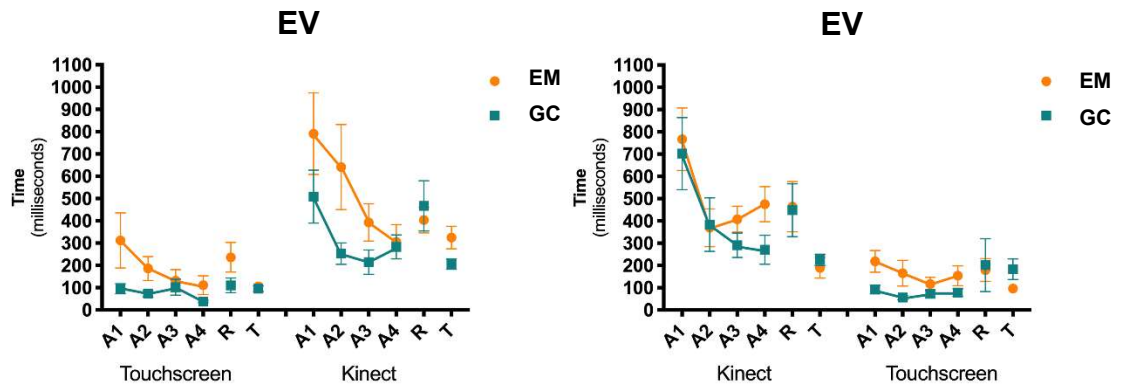 EV
Time
(milliseconds)
1100
1000
900
800
700
600
500
400
300
200
100
0
A1 A2 A3 A4 R T A1 A2 A3 A4 R T
Touchscreen Kinect
EM
GC
EV
Time
(milliseconds)
1100
1000
900
800
700
600
500
400
300
200
100
0
A1 A2 A3 A4 R T A1 A2 A3 A4 R T
Kinect Touchscreen
EM
GC